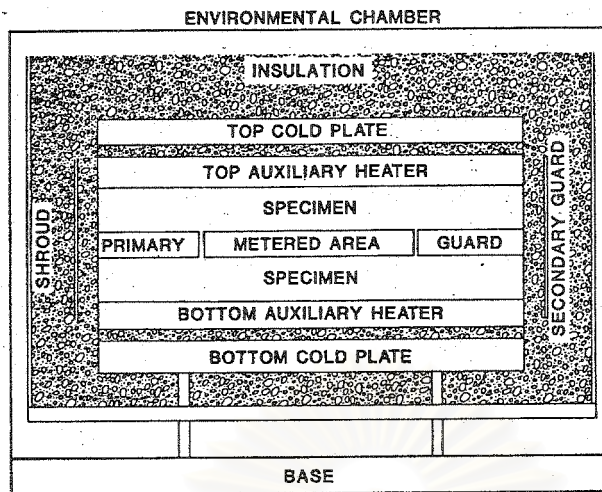 ENVIRONMENTAL CHAMBER
INSULATION
TOP COLD PLATE
TOP AUXILIARY HEATER
SPECIMEN
PRIMARY
METERED AREA
GUARD
SPECIMEN
BOTTOM AUXILIARY HEATER
BOTTOM COLD PLATE
SHROUD
SECONDARY GUARD
BASE